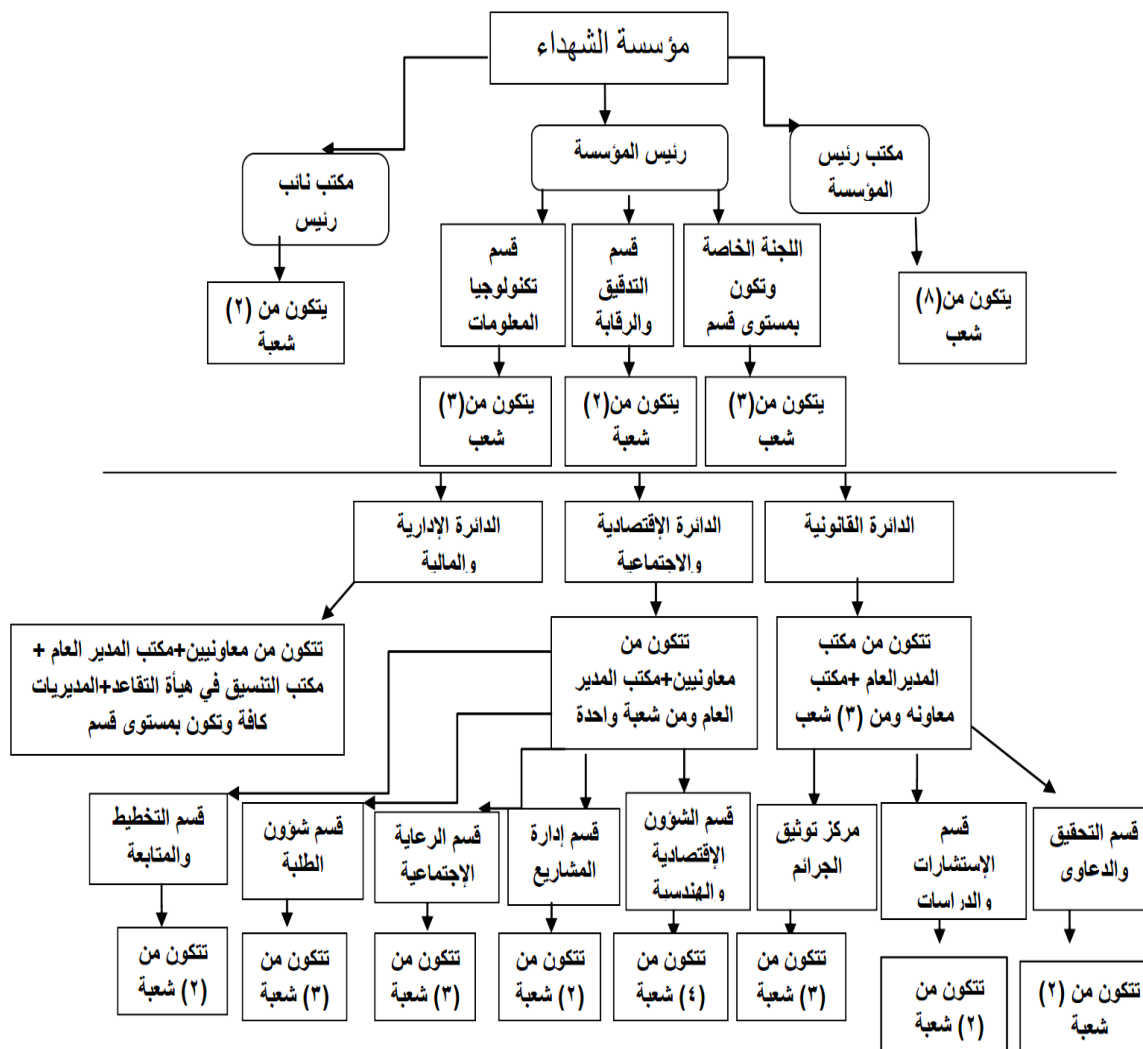 مؤسسة الشهداء
مكتب رئيس
المؤسسة
رئيس المؤسسة
مكتب نائب
رئيس
اللجنة الخاصة
وتكون
بمستوى قسم
قسم
التدقيق
والرقابة
قسم
تكنولوجيا
المعلومات
يتكون من(٨)
شعب
يتكون من (٢)
شعبة
يتكون من(٣)
شعب
يتكون من(٢)
شعبة
يتكون من(٣)
شعب
الدائرة القانونية
الدائرة الإقتصادية
والاجتماعية
الدائرة الإدارية
والمالية
تتكون من مكتب
المديرالعام +مكتب
معاونه ومن (٣) شعب
تتكون من
معاونيين+مكتب المدير
العام ومن شعبة واحدة
تتكون من معاونيين+مكتب المدير العام +
مكتب التنسيق في هيأة التقاعد+المديريات
كافة وتكون بمستوى قسم
قسم التحقيق
والدعاوى
قسم
الإستشارات
والدراسات
مركز توثيق
الجرائم
قسم الشؤون
الإقتصادية
والهندسية
قسم إدارة
المشاريع
قسم الرعاية
الإجتماعية
قسم شؤون
الطلبة
قسم التخطيط
والمتابعة
تتكون من (٢)
شعبة
تتكون من
(٢) شعبة
تتكون من
(٣) شعبة
تتكون من
(٤) شعبة
تتكون من
(٢) شعبة
تتكون من
(٣) شعبة
تتكون من
(٣) شعبة
تتكون من
(٢) شعبة